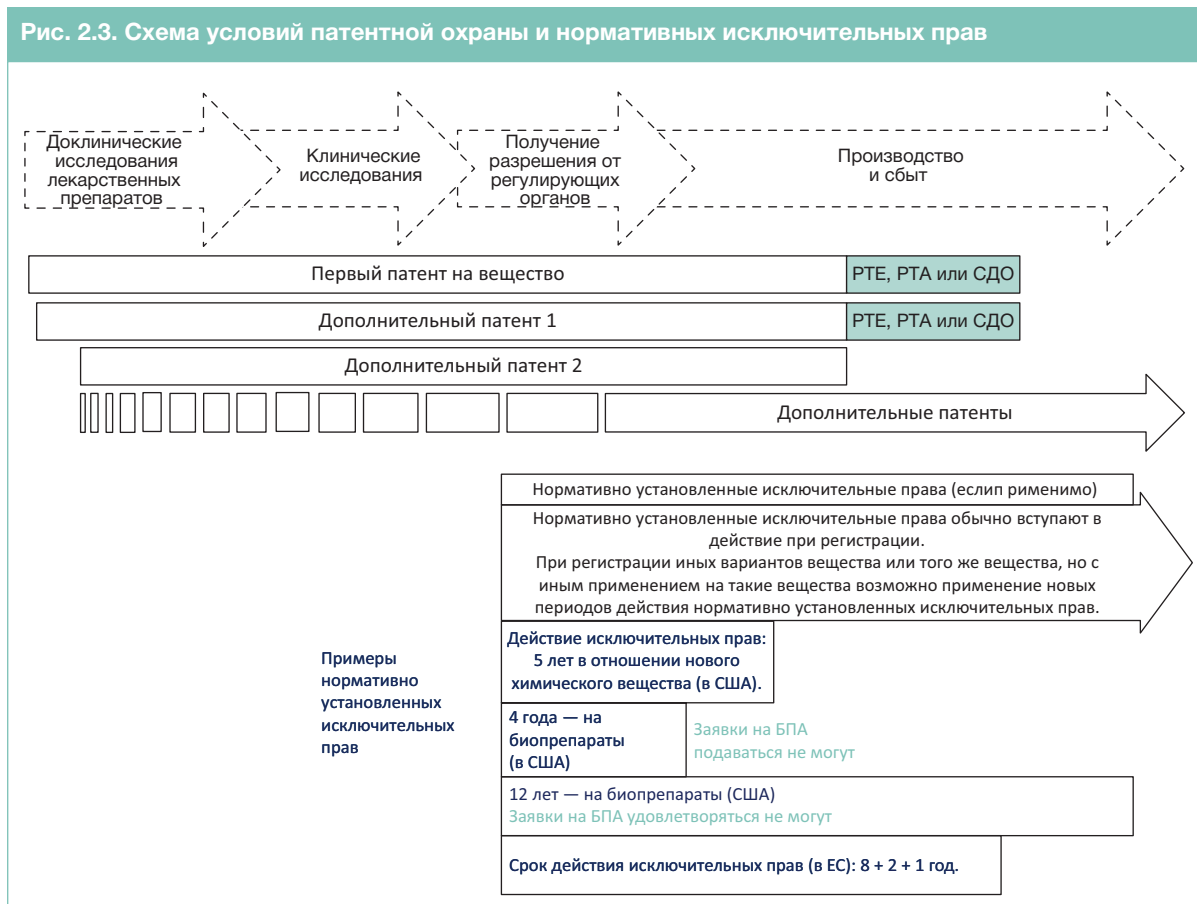 Рис. 2.3. Схема условий патентной охраны и нормативных исключительных прав
Доклинические
исследования
лекарственных
препаратов
Клинические
исследования
Получение
разрешения от
регулирующих
органов
Производство
и сбыт
Первый патент на вещество
РТЕ, РТА или СДО
Дополнительный патент 1
РТЕ, РТА или СДО
Дополнительный патент 2
Дополнительные патенты
Нормативно установленные исключительные права (еслип рименимо)
Нормативно установленные исключительные права обычно вступают в
действие при регистрации.
При регистрации иных вариантов вещества или того же вещества, но с
иным применением на такие вещества возможно применение новых
периодов действия нормативно установленных исключительных прав.
Примеры
нормативно
установленных
исключительных
прав
Действие исключительных прав:
5 лет в отношении нового
химического вещества (в США).
4 года — на
биопрепараты
(в США)
Заявки на БПА
подаваться не могут
12 лет — на биопрепараты (США)
Заявки на БПА удовлетворяться не могут
Срок действия исключительных прав (в ЕС): 8 + 2 + 1 год.